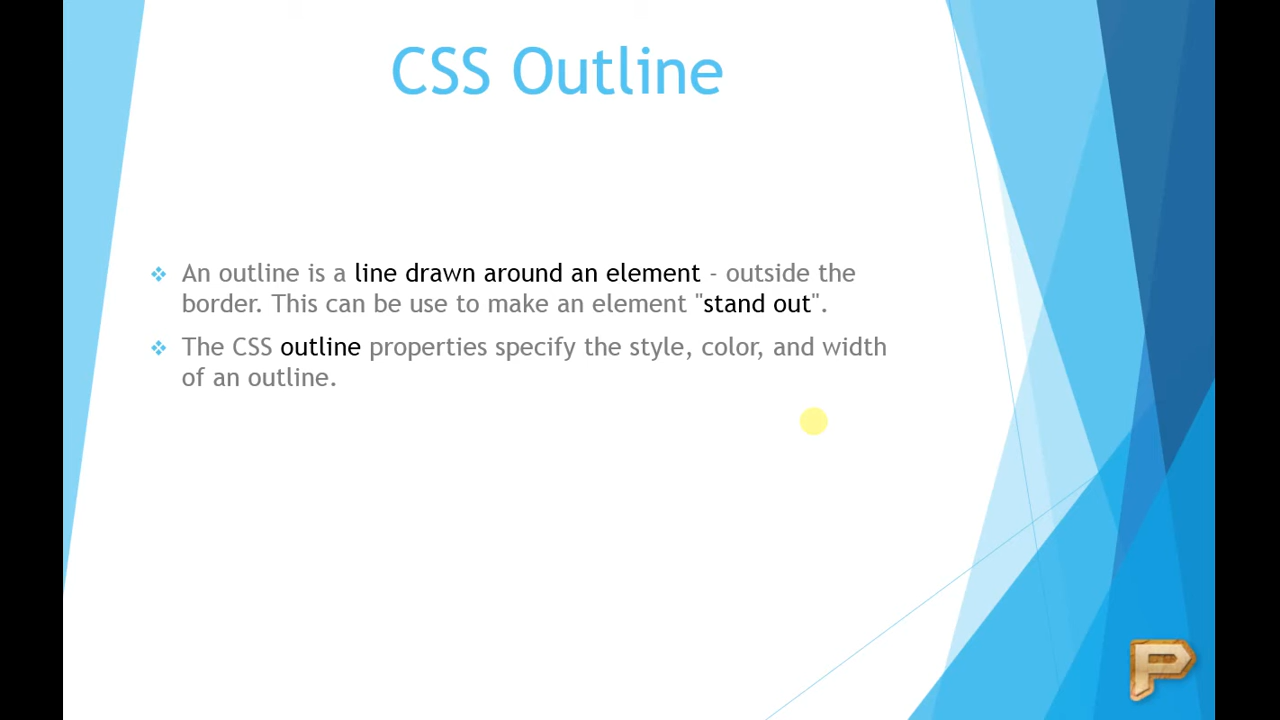 CSS Outline
❖ An outline is a line drawn around an element - outside the
border. This can be use to make an element "stand out".
❖ The CSS outline properties specify the style, color, and width
of an outline.
P